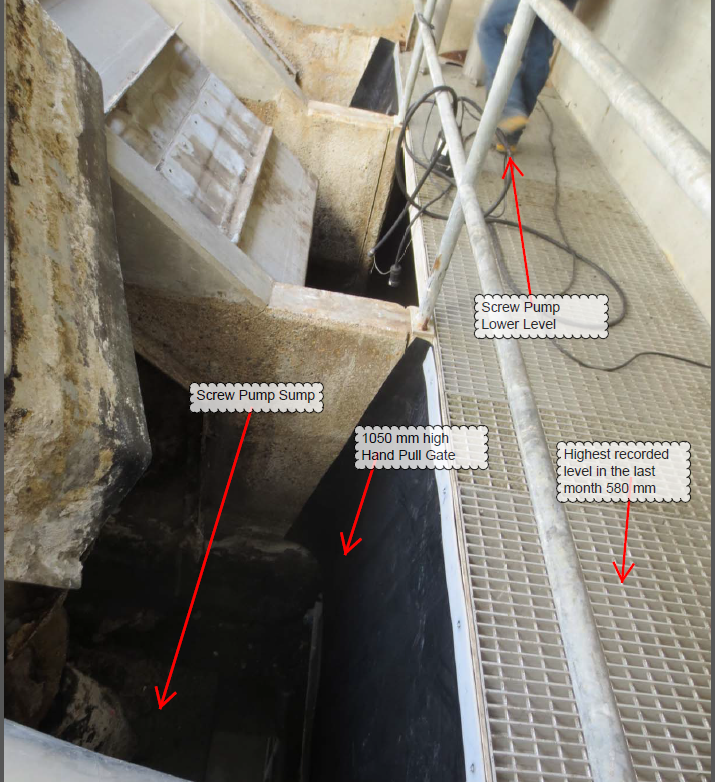 Screw Pump
Lower Level
Screw Pump Sump
1050 mm high
Hand Pull Gate
Highest recorded
level in the last
month 580 mm